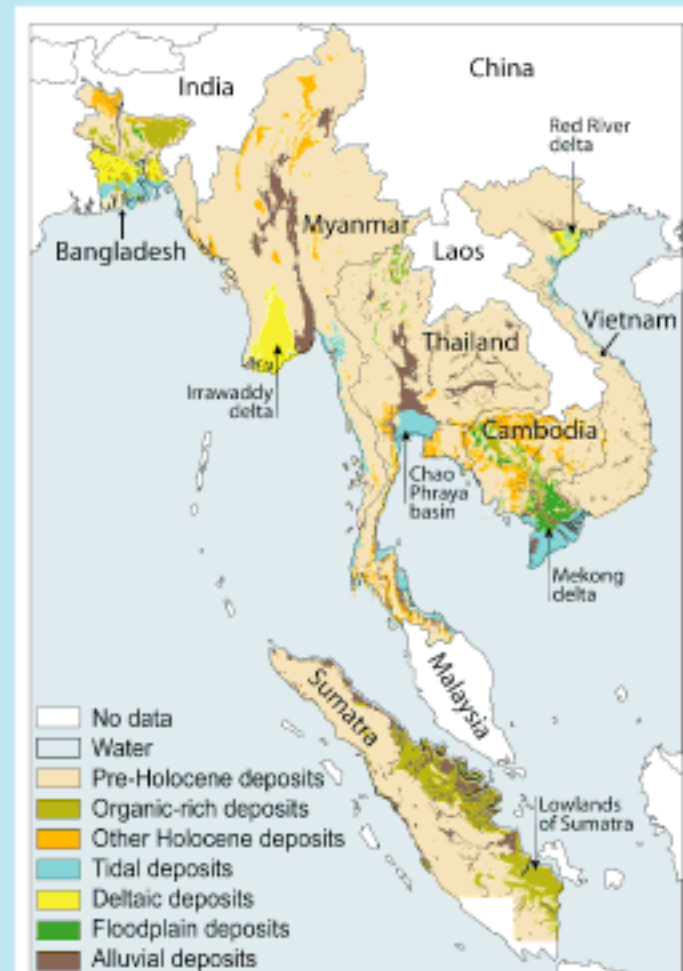 India
China
Red River
delta
Myanmar
Bangladesh
Laos
Vietnam
Thailand
Irrawaddy
delta
Cambodia
Chao
Phraya
basin
Mekong
delta
Malaysia
Sumatra
Lowlands
of Sumatra
No data
Water
Pre-Holocene deposits
Organic-rich deposits
Other Holocene deposits
Tidal deposits
Deltaic deposits
Floodplain deposits
Alluvial deposits